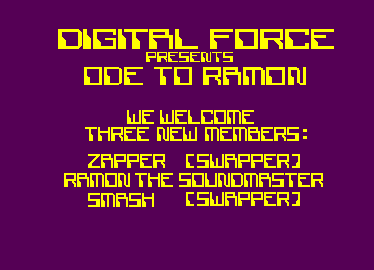 DIGITAL FORCE
PRESENTS
ODE TO RAMON
WE WELCOME
THREE NEW MEMBERS:
ZAPPER [SWAPPER]
RAMON THE SOUNDMASTER
SMASH [SWAPPER]